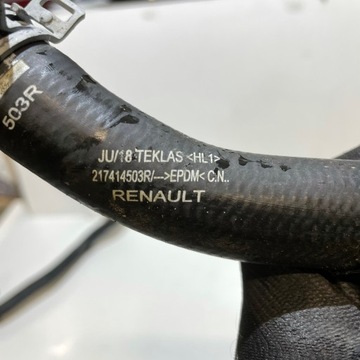 503R
JU/18 TEKLAS <HL1>
217414503R/--->EPDM< C.N..
RENAULT